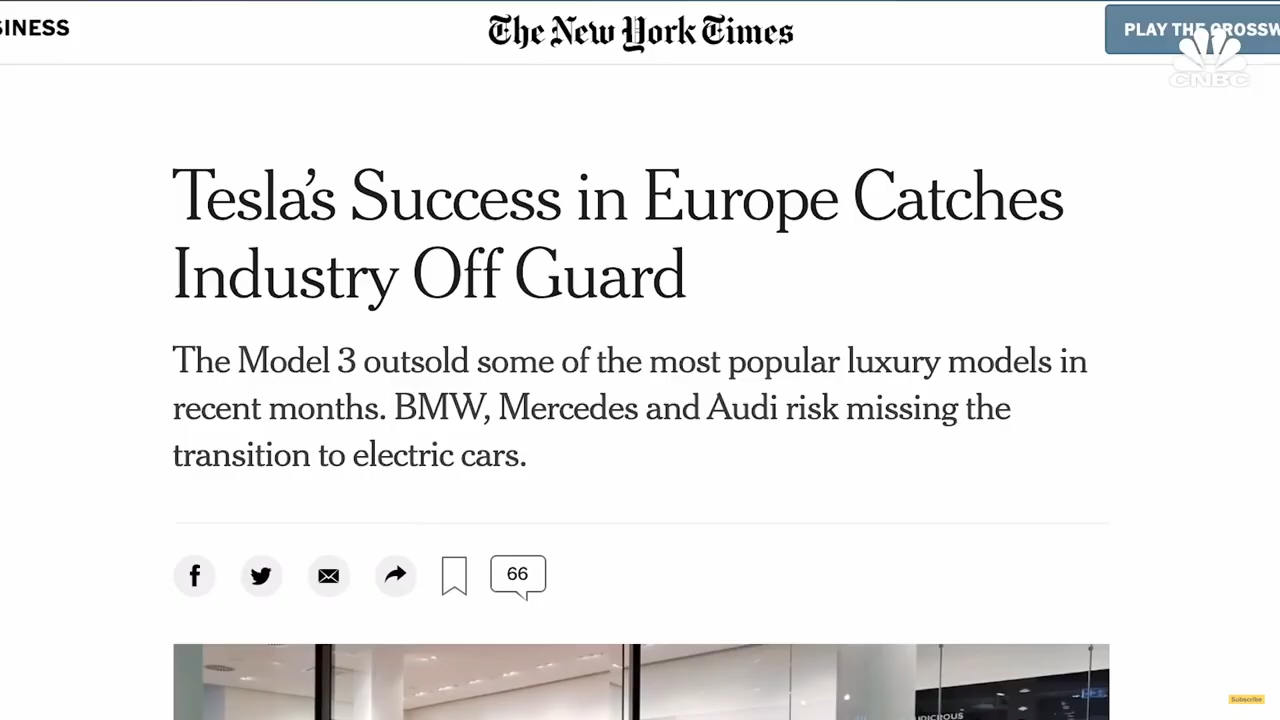 SINESS
The New York Times
PLAY THE CROSSW
CNBC
Tesla's Success in Europe Catches
Industry Off Guard
The Model 3 outsold some of the most popular luxury models in
recent months. BMW, Mercedes and Audi risk missing the
transition to electric cars.
66
UDICROUS
Subscribe